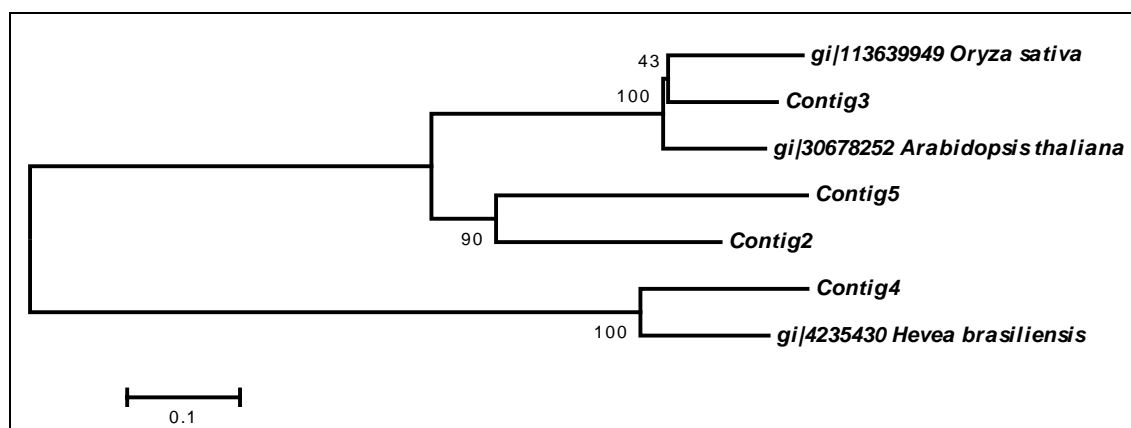 43
gi|113639949 Oryza sativa
100
Contig3
gi|30678252 Arabidopsis thaliana
Contig5
90
Contig2
Contig4
100
gi|4235430 Hevea brasiliensis
0.1